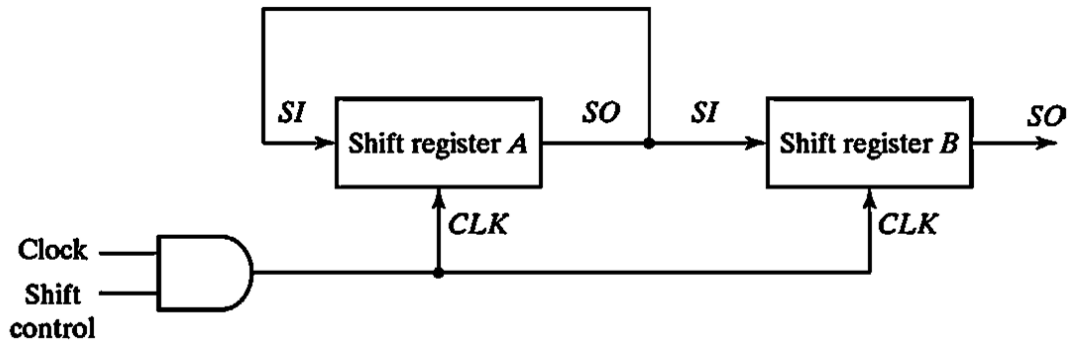 SI
Shift register A
SO
SI
Shift register B
SO
CLK
CLK
Clock
Shift
control